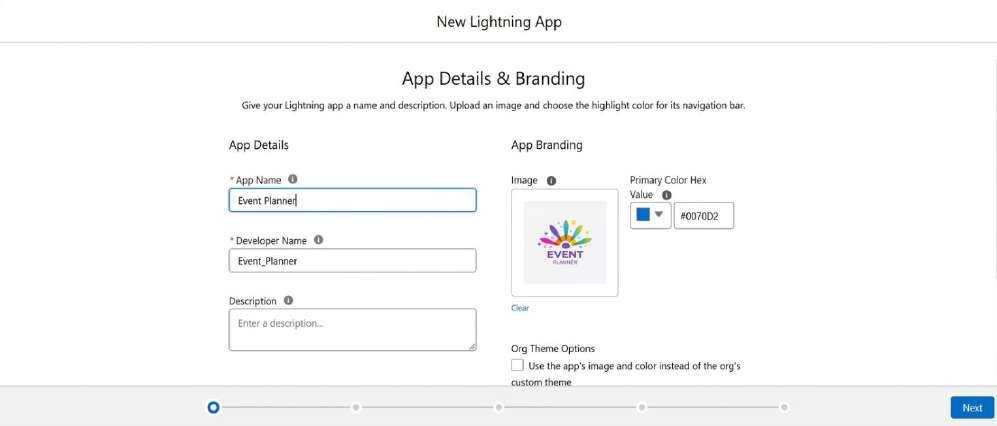 New Lightning App
App Details & Branding
Give your Lightning app a name and description. Upload an image and choose the highlight color for its navigation bar.
App Details
* App Name
Event Planner
* Developer Name
Event_Planner
Description
Enter a description...
App Branding
Image
EVENT
PLANNER
Clear
Primary Color Hex
Value
#0070D2
Org Theme Options
Use the app's image and color instead of the org's
custom theme
Next